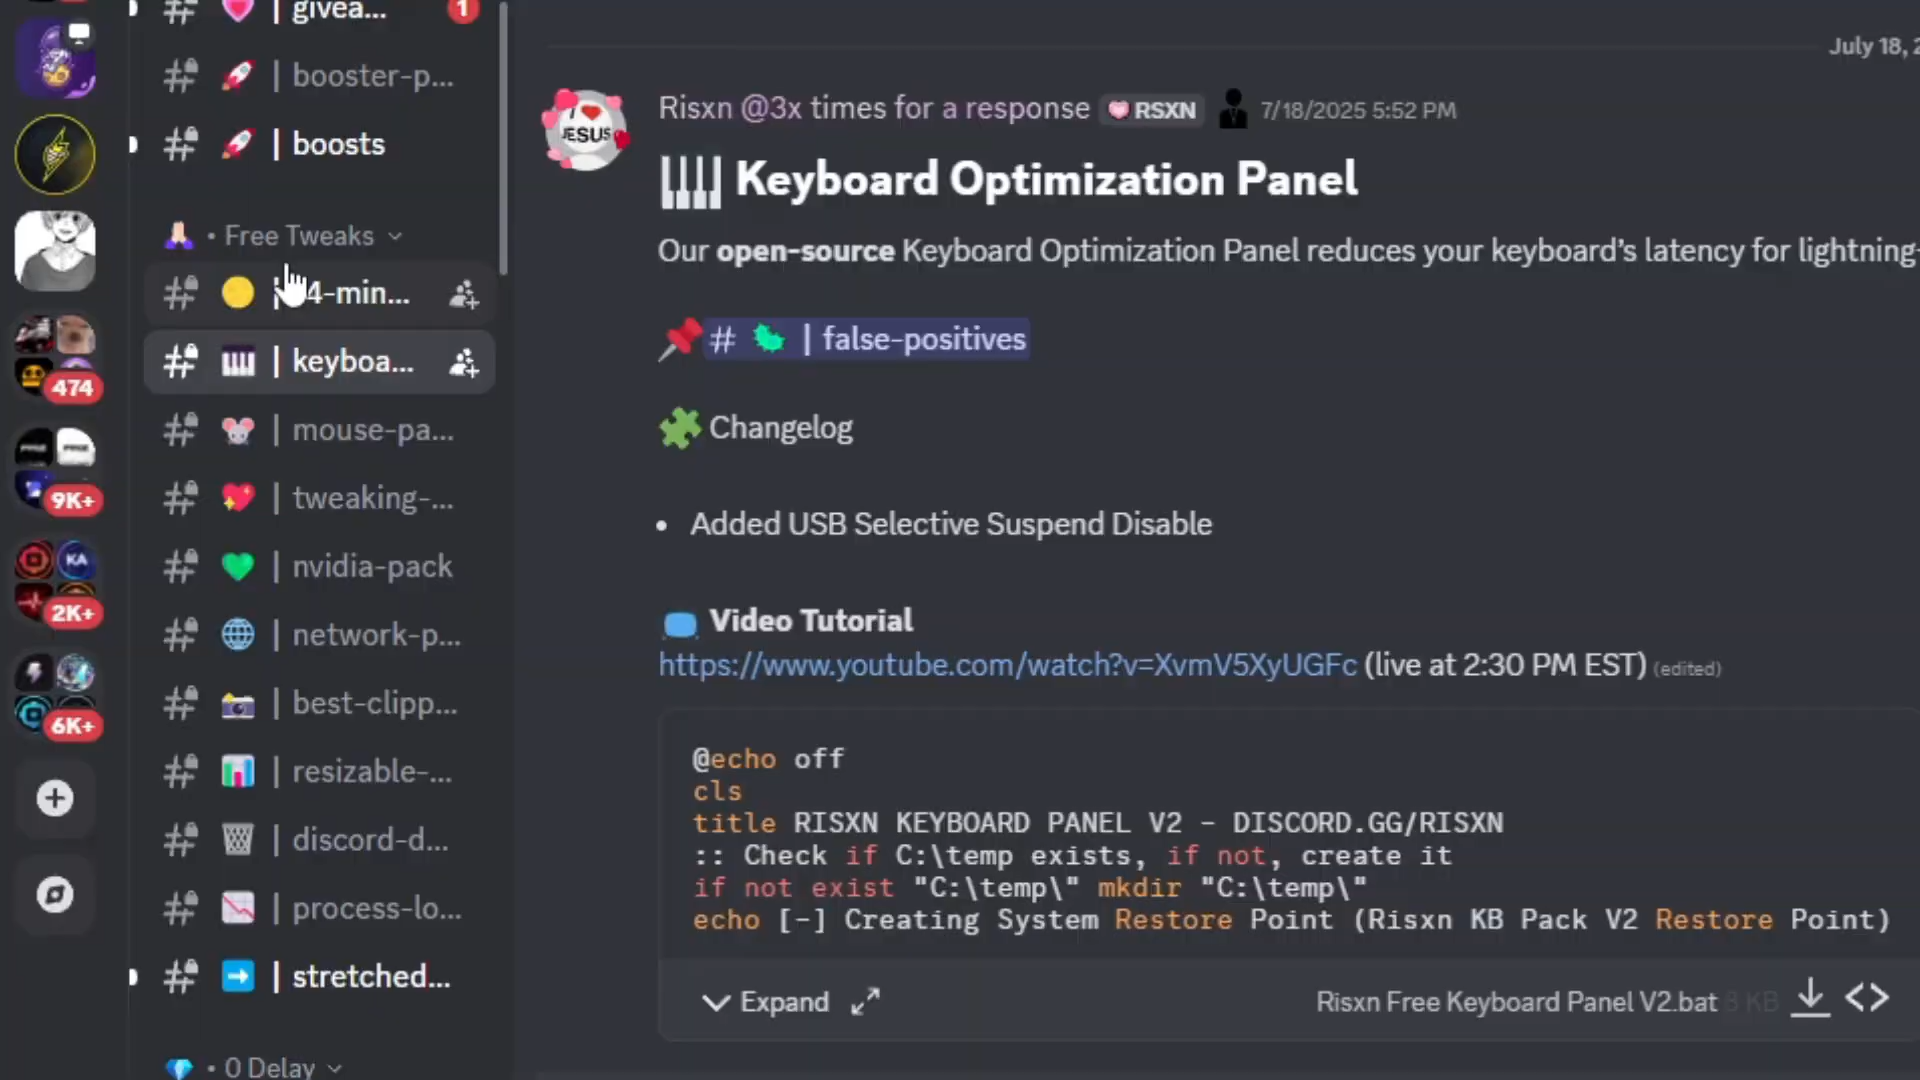 | givea...
1
| booster-p...
| boosts
• Free Tweaks
4-min...
| keyboa...
| mouse-pa...
| tweaking-...
| nvidia-pack
| network-p...
| best-clipp...
| resizable-...
| discord-d...
| process-lo...
| stretched...
• 0 Delay
474
9K+
KA
2K+
6K+
July 18, 2
I ❤ JESUS
Risxn @3x times for a response RSXN 7/18/2025 5:52 PM
Keyboard Optimization Panel
Our open-source Keyboard Optimization Panel reduces your keyboard’s latency for lightning-
# | false-positives
Changelog
• Added USB Selective Suspend Disable
Video Tutorial
https://www.youtube.com/watch?v=XvmV5XyUGFc (live at 2:30 PM EST) (edited)
@echo off
cls
title RISXN KEYBOARD PANEL V2 - DISCORD.GG/RISXN
:: Check if C:\temp exists, if not, create it
if not exist "C:\temp\" mkdir "C:\temp\"
echo [-] Creating System Restore Point (Risxn KB Pack V2 Restore Point)
Expand
Risxn Free Keyboard Panel V2.bat 8 KB